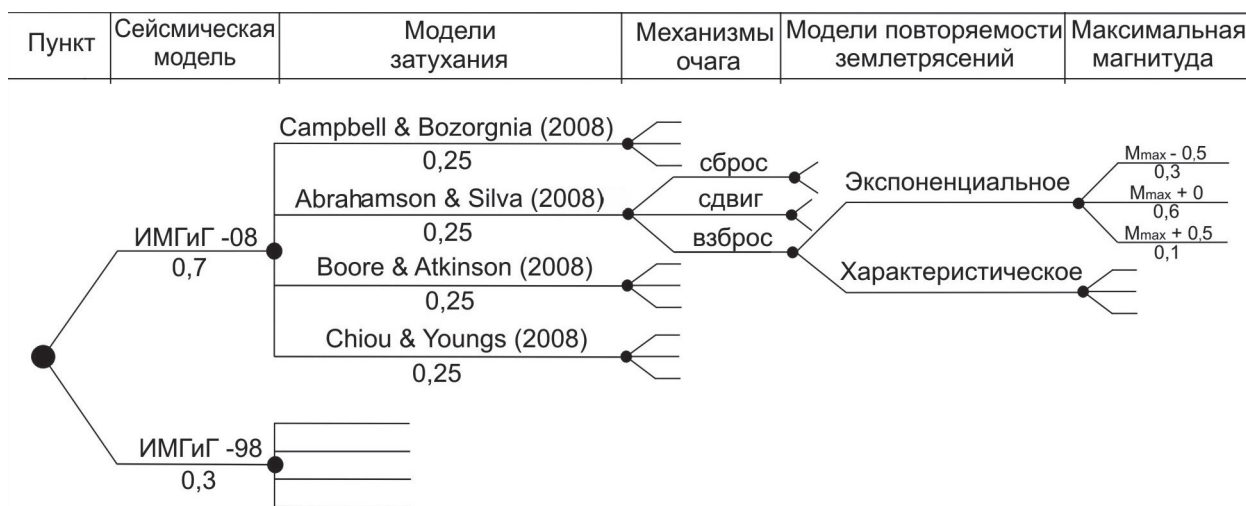 Пункт
Сейсмическая
модель
Модели
затухания
Механизмы
очага
Модели повторяемости
землетрясений
Максимальная
магнитуда
Campbell & Bozorgnia (2008)
0,25
Abrahamson & Silva (2008)
0,25
Boore & Atkinson (2008)
0,25
Chiou & Youngs (2008)
0,25
ИМГиГ -08
0,7
ИМГиГ -98
0,3
сброс
сдвиг
взброс
Экспоненциальное
Характеристическое
Mmax - 0,5
0,3
Mmax + 0
0,6
Mmax + 0,5
0,1